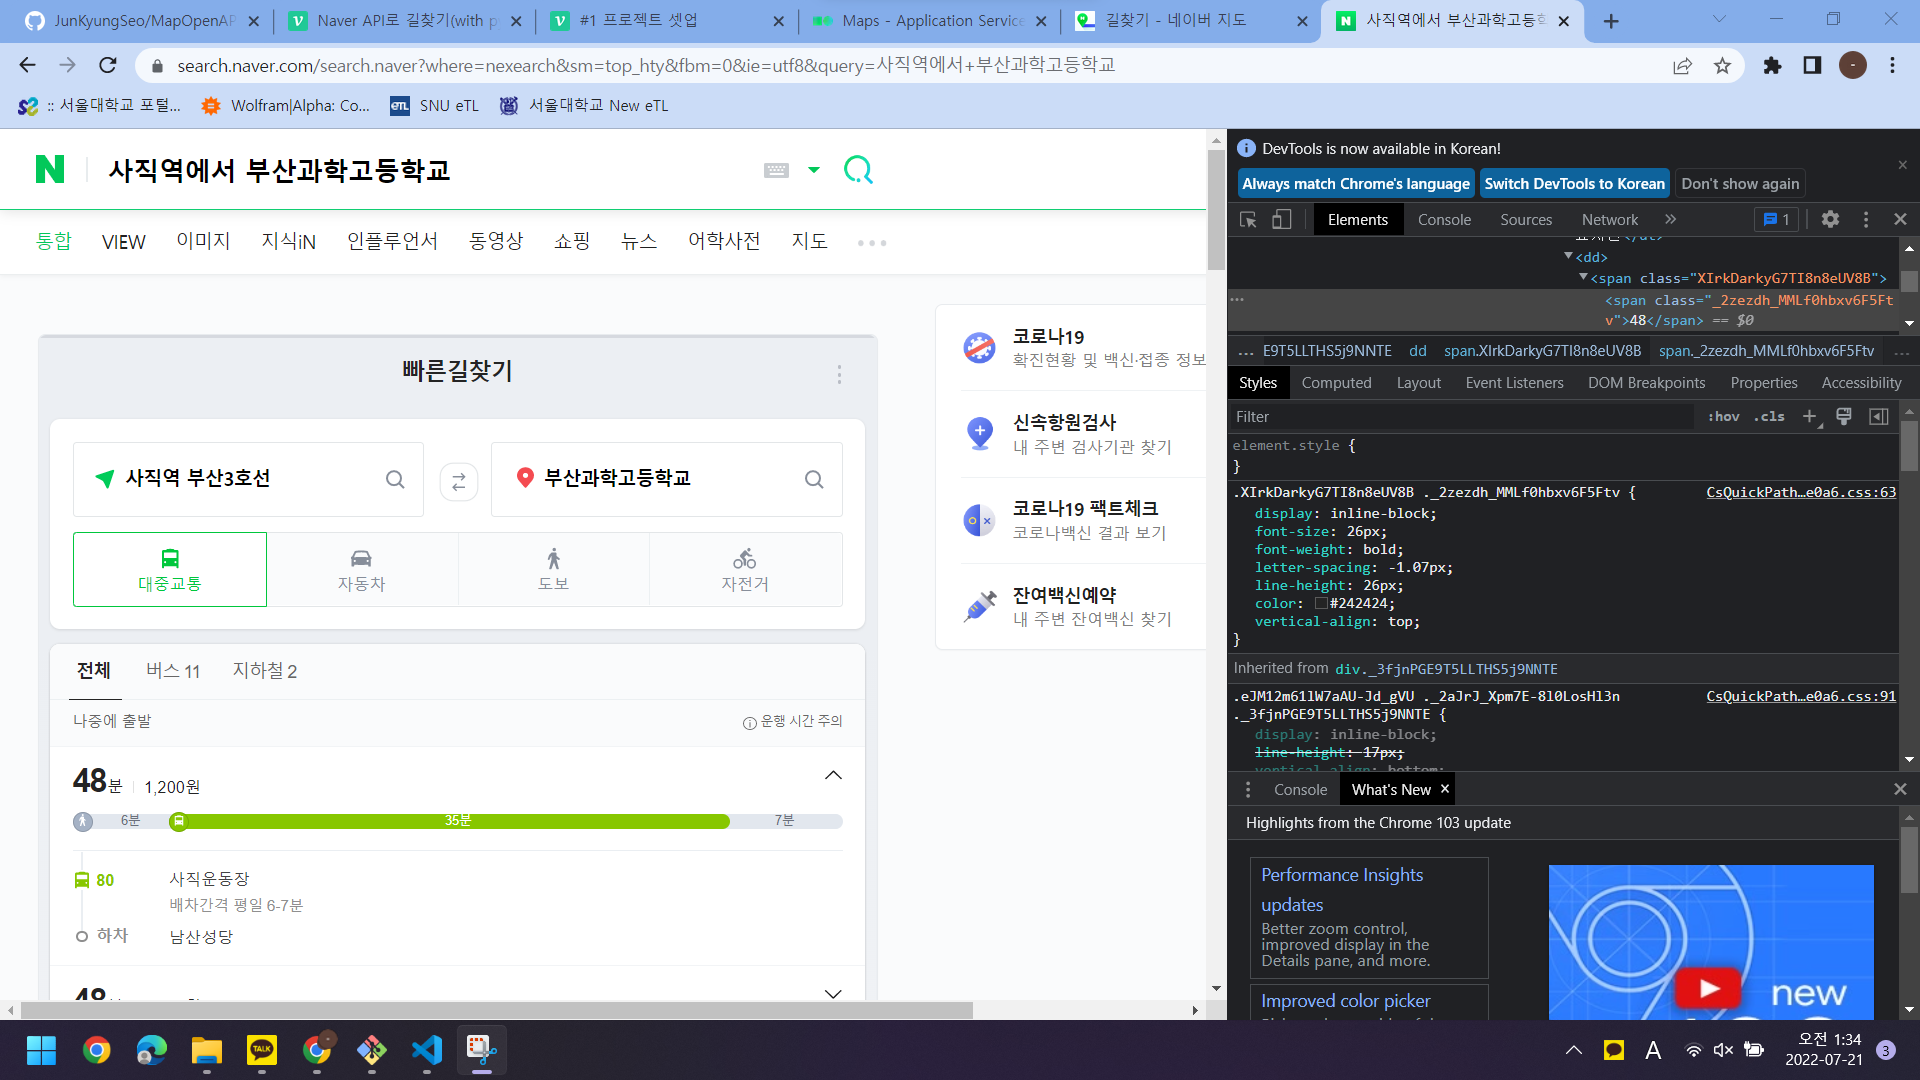 JunKyungSeo/MapOpenAP
Naver API로 길찾기(with p
#1 프로젝트 셋업
Maps - Application Service
길찾기 - 네이버 지도
사직역에서 부산과학고등학
search.naver.com/search.naver?where=nexearch&sm=top_hty&fbm=0&ie=utf8&query=사직역에서+부산과학고등학교
:: 서울대학교 포털...
Wolfram|Alpha: Co...
SNU eTL
서울대학교 New eTL
사직역에서 부산과학고등학교
통합 VIEW 이미지 지식iN 인플루언서 동영상 쇼핑 뉴스 어학사전 지도
빠른길찾기
사직역 부산3호선
부산과학고등학교
대중교통
자동차
도보
자전거
전체 버스 11 지하철 2
나중에 출발
운행 시간 주의
48분 1,200원
6분 35분 7분
80 사직운동장
배차간격 평일 6-7분
하차 남산성당
코로나19
확진현황 및 백신·접종 정보
신속항원검사
내 주변 검사기관 찾기
코로나19 팩트체크
코로나백신 결과 보기
잔여백신예약
내 주변 잔여백신 찾기
DevTools is now available in Korean!
Always match Chrome's language
Switch DevTools to Korean
Don't show again
Elements Console Sources Network
1
<dd>
<span class="XIrkDarkyG7TI8n8eUV8B">
<span class="_2zezdh_MMLf0hbxv6F5Ft
v">48</span> == $0
... E9T5LLTHS5j9NNTE dd span.XIrkDarkyG7TI8n8eUV8B span._2zezdh_MMLf0hbxv6F5Ftv ...
Styles Computed Layout Event Listeners DOM Breakpoints Properties Accessibility
Filter
:hov .cls
element.style {
}
.XIrkDarkyG7TI8n8eUV8B ._2zezdh_MMLf0hbxv6F5Ftv { CsQuickPath…e0a6.css:63
display: inline-block;
font-size: 26px;
font-weight: bold;
letter-spacing: -1.07px;
line-height: 26px;
color: #242424;
vertical-align: top;
}
Inherited from div._3fjnPGE9T5LLTHS5j9NNTE
.eJM12m61lW7aAU-Jd_gVU ._2aJrJ_Xpm7E-8l0LosHl3n CsQuickPath…e0a6.css:91
._3fjnPGE9T5LLTHS5j9NNTE {
display: inline-block;
line-height: 17px;
vertical-align: bottom;
Console What's New
Highlights from the Chrome 103 update
Performance Insights
updates
Better zoom control,
improved display in the
Details pane, and more.
Improved color picker
new
TALK
A
오전 1:34
2022-07-21
3